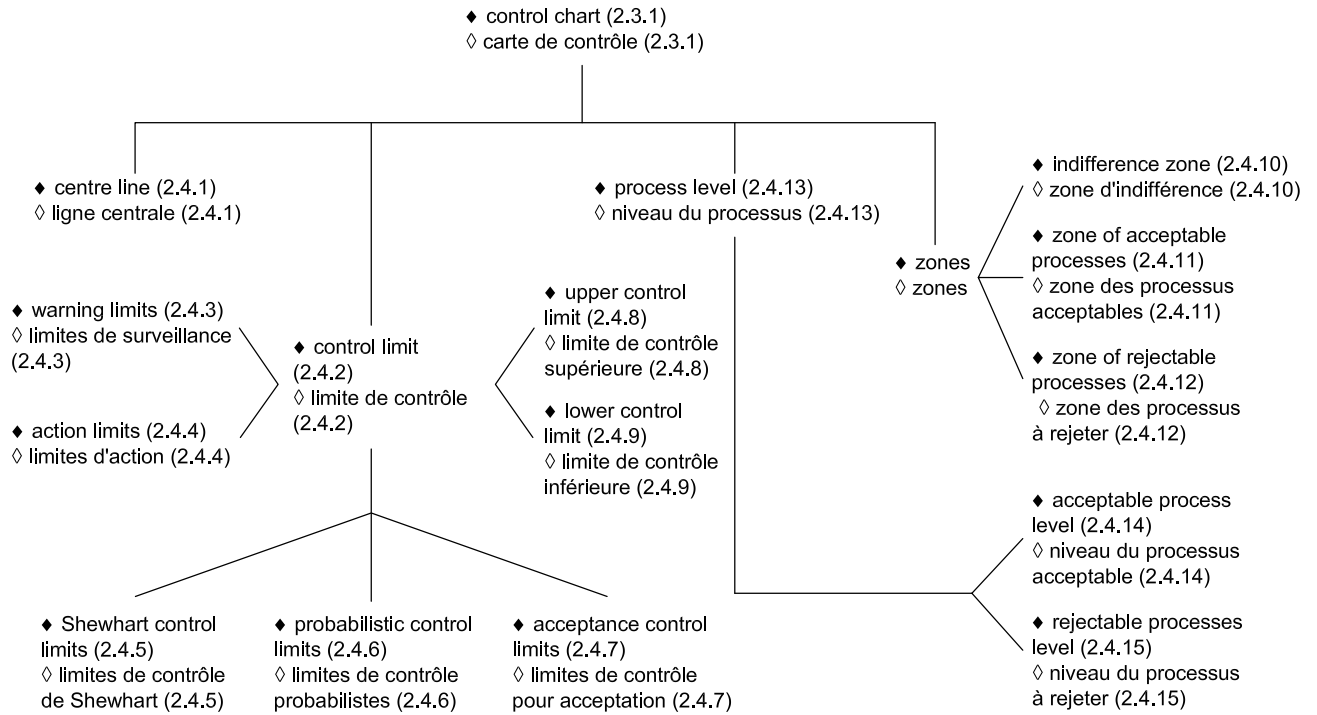 ♦ control chart (2.3.1)
◊ carte de contrôle (2.3.1)
♦ centre line (2.4.1)
◊ ligne centrale (2.4.1)
♦ process level (2.4.13)
◊ niveau du processus (2.4.13)
♦ zones
◊ zones
♦ indifference zone (2.4.10)
◊ zone d'indifférence (2.4.10)
♦ zone of acceptable
processes (2.4.11)
◊ zone des processus
acceptables (2.4.11)
♦ zone of rejectable
processes (2.4.12)
◊ zone des processus
à rejeter (2.4.12)
♦ warning limits (2.4.3)
◊ limites de surveillance
(2.4.3)
♦ action limits (2.4.4)
◊ limites d'action (2.4.4)
♦ control limit
(2.4.2)
◊ limite de contrôle
(2.4.2)
♦ upper control
limit (2.4.8)
◊ limite de contrôle
supérieure (2.4.8)
♦ lower control
limit (2.4.9)
◊ limite de contrôle
inférieure (2.4.9)
♦ acceptable process
level (2.4.14)
◊ niveau du processus
acceptable (2.4.14)
♦ rejectable processes
level (2.4.15)
◊ niveau du processus
à rejeter (2.4.15)
♦ Shewhart control
limits (2.4.5)
◊ limites de contrôle
de Shewhart (2.4.5)
♦ probabilistic control
limits (2.4.6)
◊ limites de contrôle
probabilistes (2.4.6)
♦ acceptance control
limits (2.4.7)
◊ limites de contrôle
pour acceptation (2.4.7)